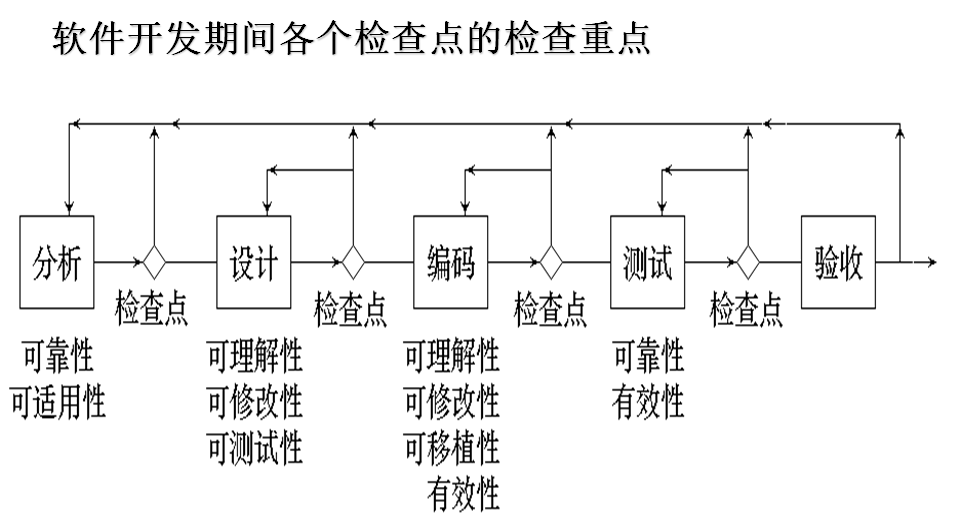 软件开发期间各个检查点的检查重点
分析
设计
编码
测试
验收
检查点
检查点
检查点
检查点
可靠性
可适用性
可理解性
可修改性
可测试性
可理解性
可修改性
可移植性
有效性
可靠性
有效性